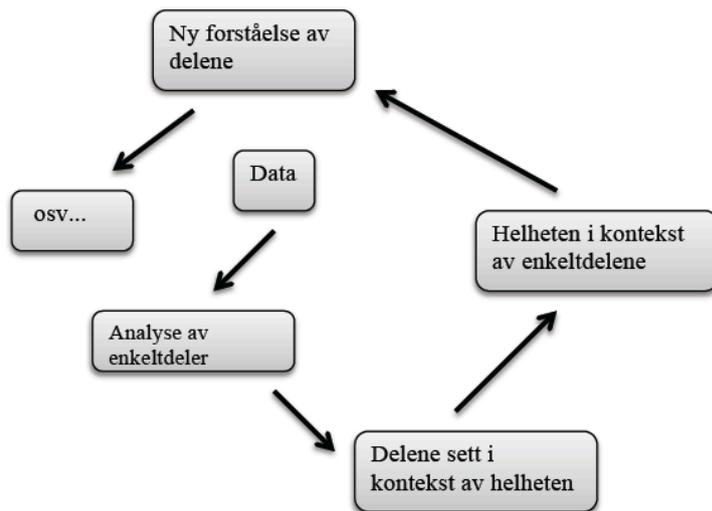 Ny forståelse av
delene
Data
osv...
Helheten i kontekst
av enkeltdelene
Analyse av
enkeltdeler
Delene sett i
kontekst av helheten